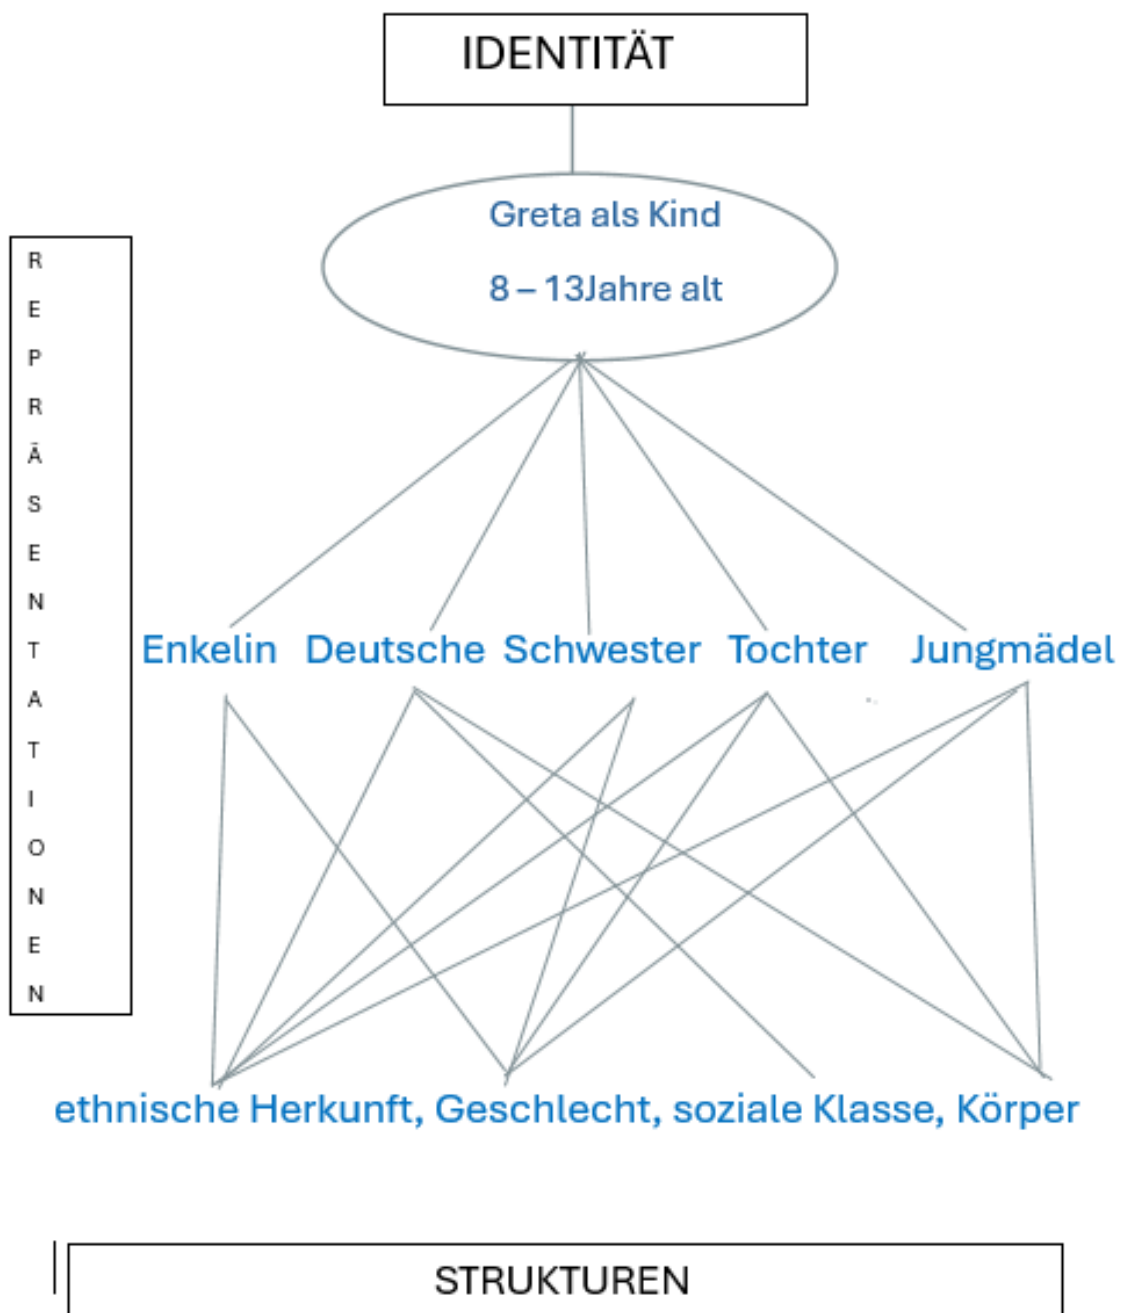 IDENTITÄT
Greta als Kind
8 – 13Jahre alt
R
E
P
R
Ä
S
E
N
T
A
T
I
O
N
E
N
Enkelin Deutsche Schwester Tochter Jungmädel
ethnische Herkunft, Geschlecht, soziale Klasse, Körper
STRUKTUREN